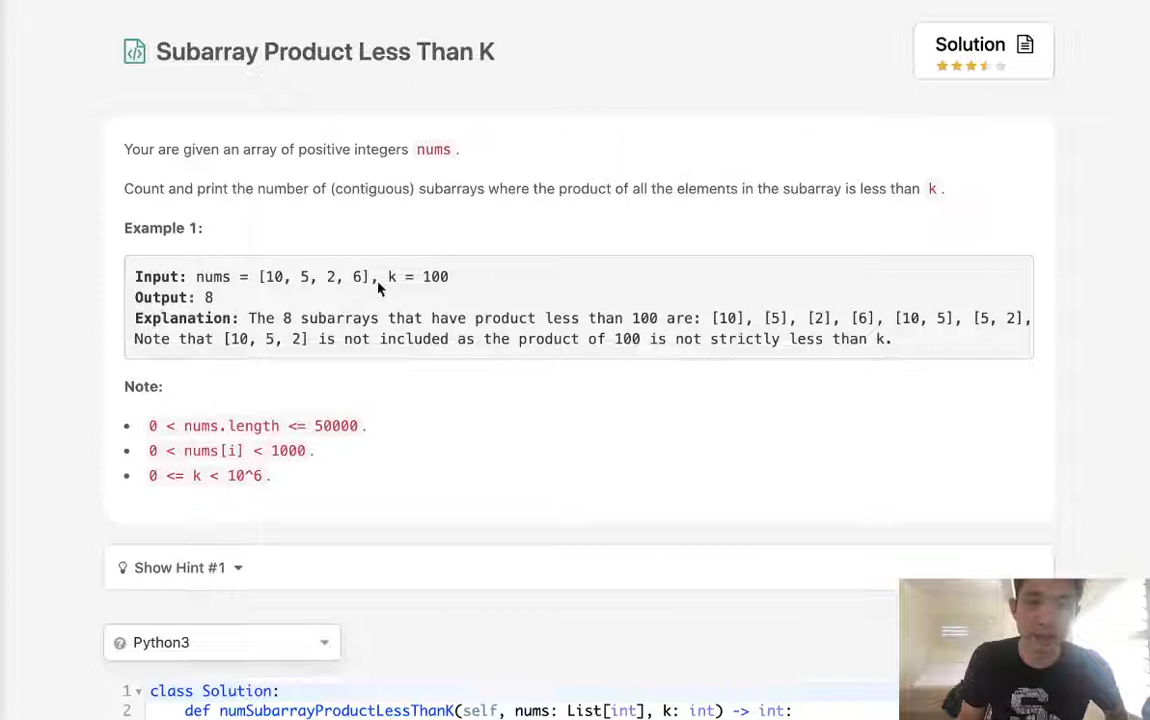 Subarray Product Less Than K
Solution
Your are given an array of positive integers nums .
Count and print the number of (contiguous) subarrays where the product of all the elements in the subarray is less than k .
Example 1:
Input: nums = [10, 5, 2, 6], k = 100
Output: 8
Explanation: The 8 subarrays that have product less than 100 are: [10], [5], [2], [6], [10, 5], [5, 2],
Note that [10, 5, 2] is not included as the product of 100 is not strictly less than k.
Note:
0 < nums.length <= 50000.
0 < nums[i] < 1000.
0 <= k < 10^6.
Show Hint #1
Python3
1 class Solution:
2 def numSubarrayProductLessThanK(self, nums: List[int], k: int) -> int: